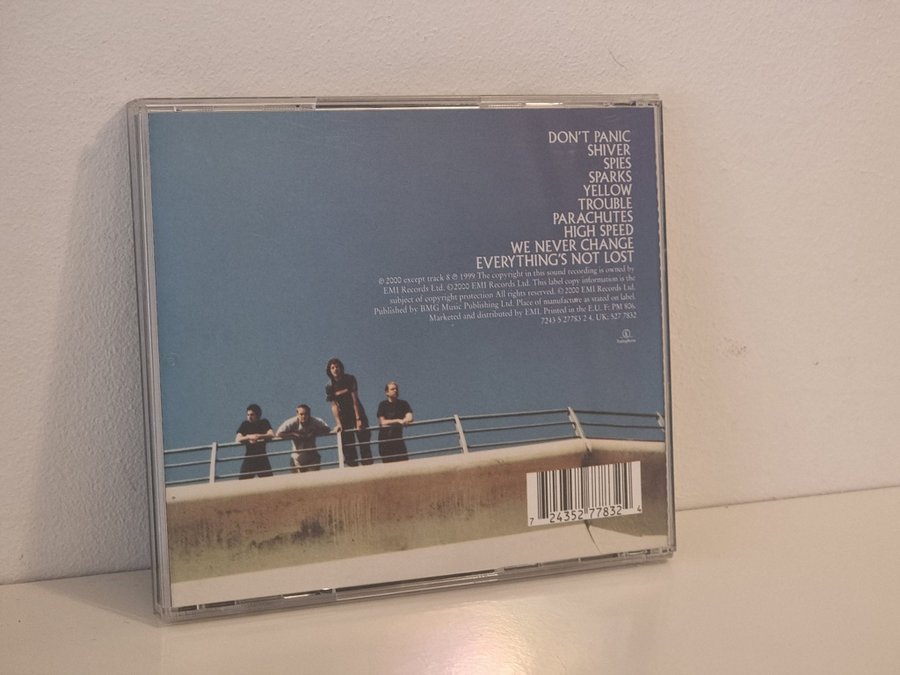 DON'T PANIC
SHIVER
SPIES
SPARKS
YELLOW
TROUBLE
PARACHUTES
HIGH SPEED
WE NEVER CHANGE
EVERYTHING'S NOT LOST
℗ 2000 except track 8 ℗ 1999 The copyright in this sound recording is owned by
EMI Records Ltd. ©2000 EMI Records Ltd. This label copy information is the
subject of copyright protection All rights reserved. © 2000 EMI Records Ltd.
Published by BMG Music Publishing Ltd. Place of manufacture as stated on label.
Marketed and distributed by EMI. Printed in the E.U. F: PM 806.
7243 5 27783 2 4. UK: 527 7832
Parlophone
7 24352 77832 4